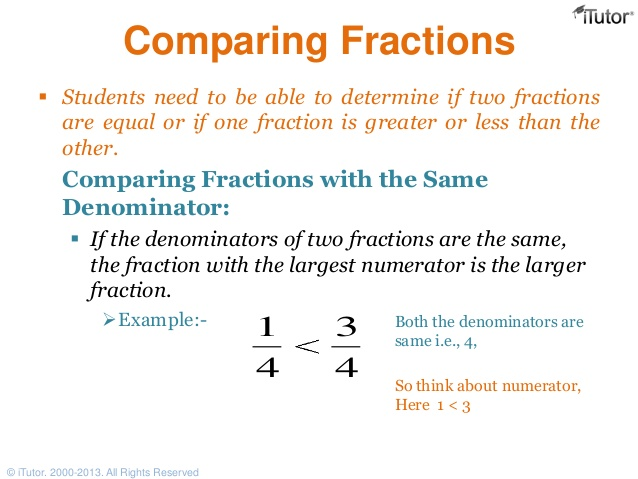 iTutor®
Comparing Fractions
▪ Students need to be able to determine if two fractions
are equal or if one fraction is greater or less than the
other.
Comparing Fractions with the Same
Denominator:
▪ If the denominators of two fractions are the same,
the fraction with the largest numerator is the larger
fraction.
➢Example:-
1/4 < 3/4
Both the denominators are
same i.e., 4,
So think about numerator,
Here 1 < 3
© iTutor. 2000-2013. All Rights Reserved